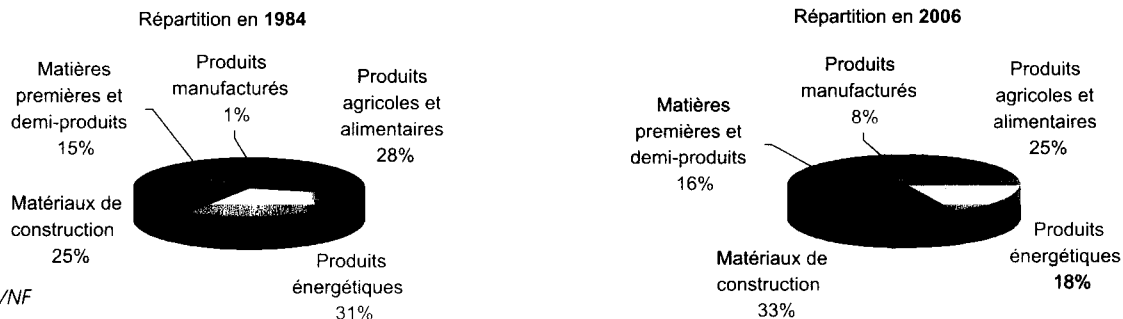 Répartition en 1984
Produits
manufacturés
1%
Matières
premières et
demi-produits
15%
Produits
agricoles et
alimentaires
28%
Matériaux de
construction
25%
Produits
énergétiques
31%
/NF
Répartition en 2006
Produits
manufacturés
8%
Matières
premières et
demi-produits
16%
Produits
agricoles et
alimentaires
25%
Matériaux de
construction
33%
Produits
énergétiques
18%